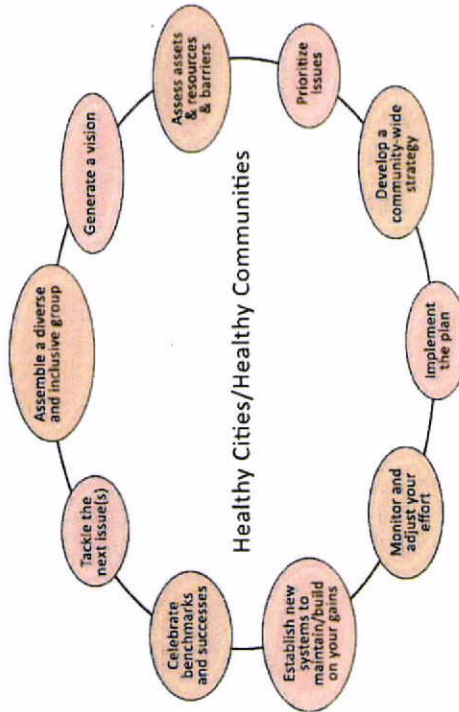 Assemble a diverse
and inclusive group
Generate a vision
Assess assets
& resources
& barriers
Prioritize
issues
Develop a
community-wide
strategy
Implement
the plan
Monitor and
adjust your
effort
Establish new
systems to
maintain/build
on your gains
Celebrate
benchmarks
and successes
Tackle the
next issue(s)
Healthy Cities/Healthy Communities